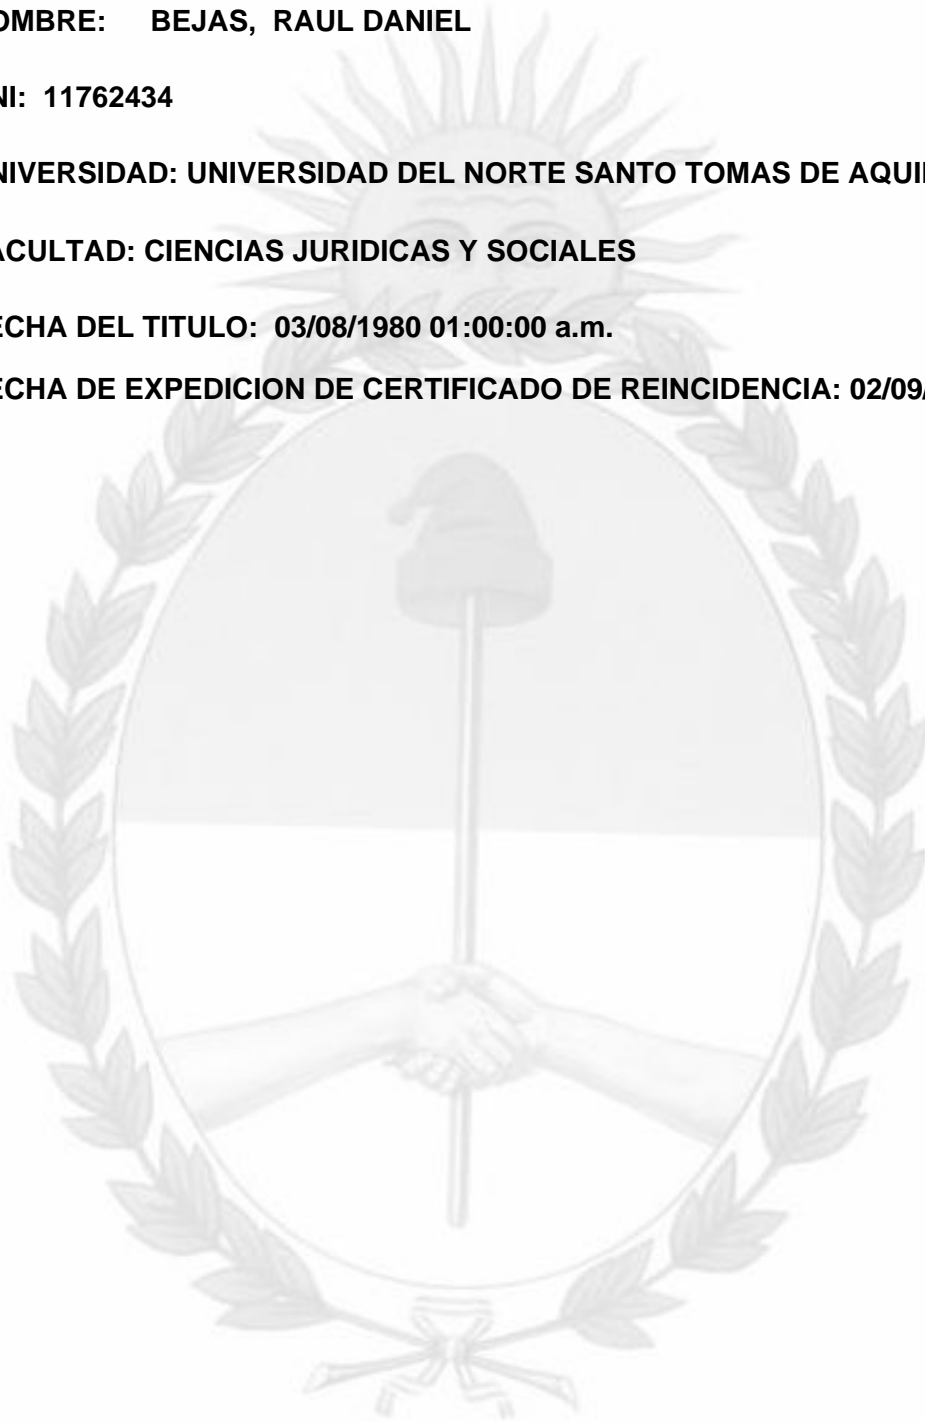 OMBRE: BEJAS, RAUL DANIEL
NI: 11762434
NIVERSIDAD: UNIVERSIDAD DEL NORTE SANTO TOMAS DE AQUI
ACULTAD: CIENCIAS JURIDICAS Y SOCIALES
ECHA DEL TITULO: 03/08/1980 01:00:00 a.m.
ECHA DE EXPEDICION DE CERTIFICADO DE REINCIDENCIA: 02/09/